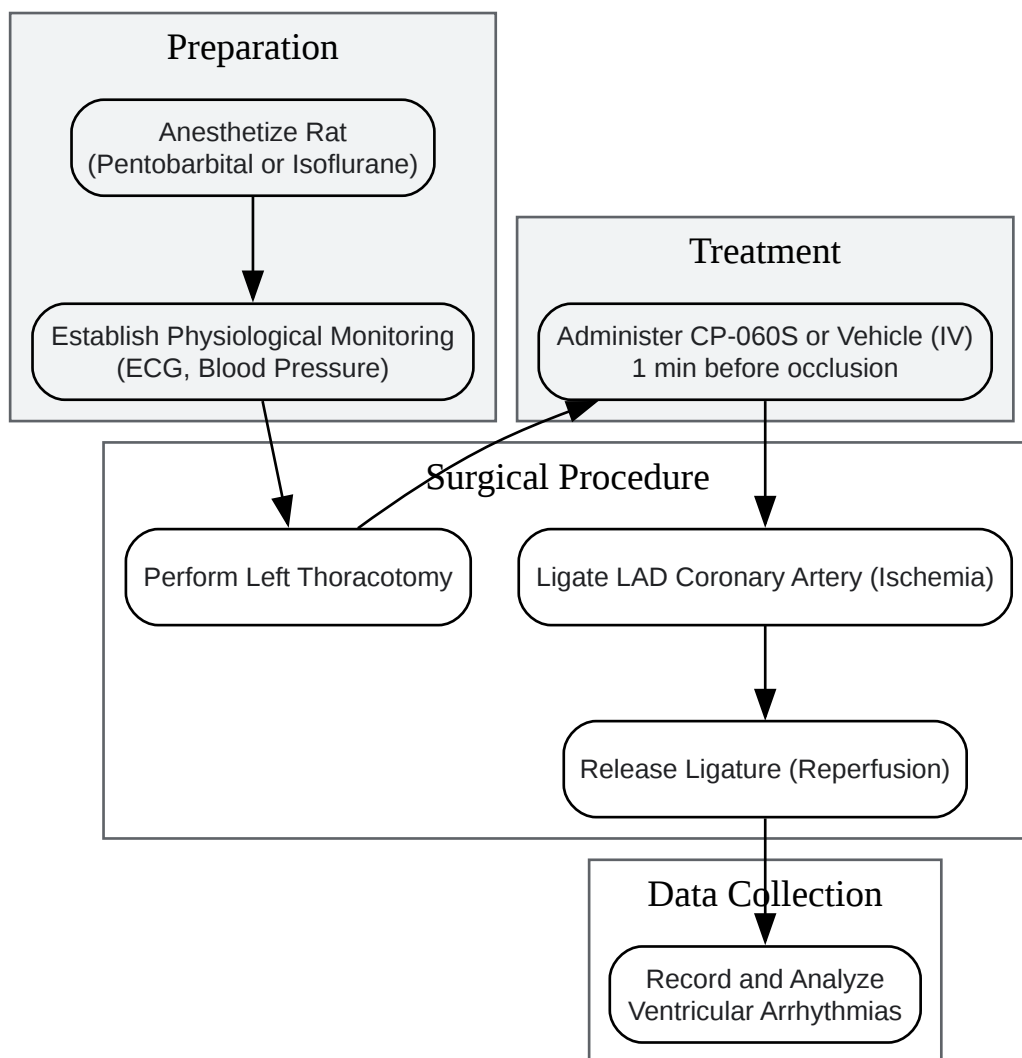 Preparation
Anesthetize Rat
(Pentobarbital or Isoflurane)
Establish Physiological Monitoring
(ECG, Blood Pressure)
Treatment
Administer CP-060S or Vehicle (IV)
1 min before occlusion
Surgical Procedure
Perform Left Thoracotomy
Ligate LAD Coronary Artery (Ischemia)
Release Ligature (Reperfusion)
Data Collection
Record and Analyze
Ventricular Arrhythmias